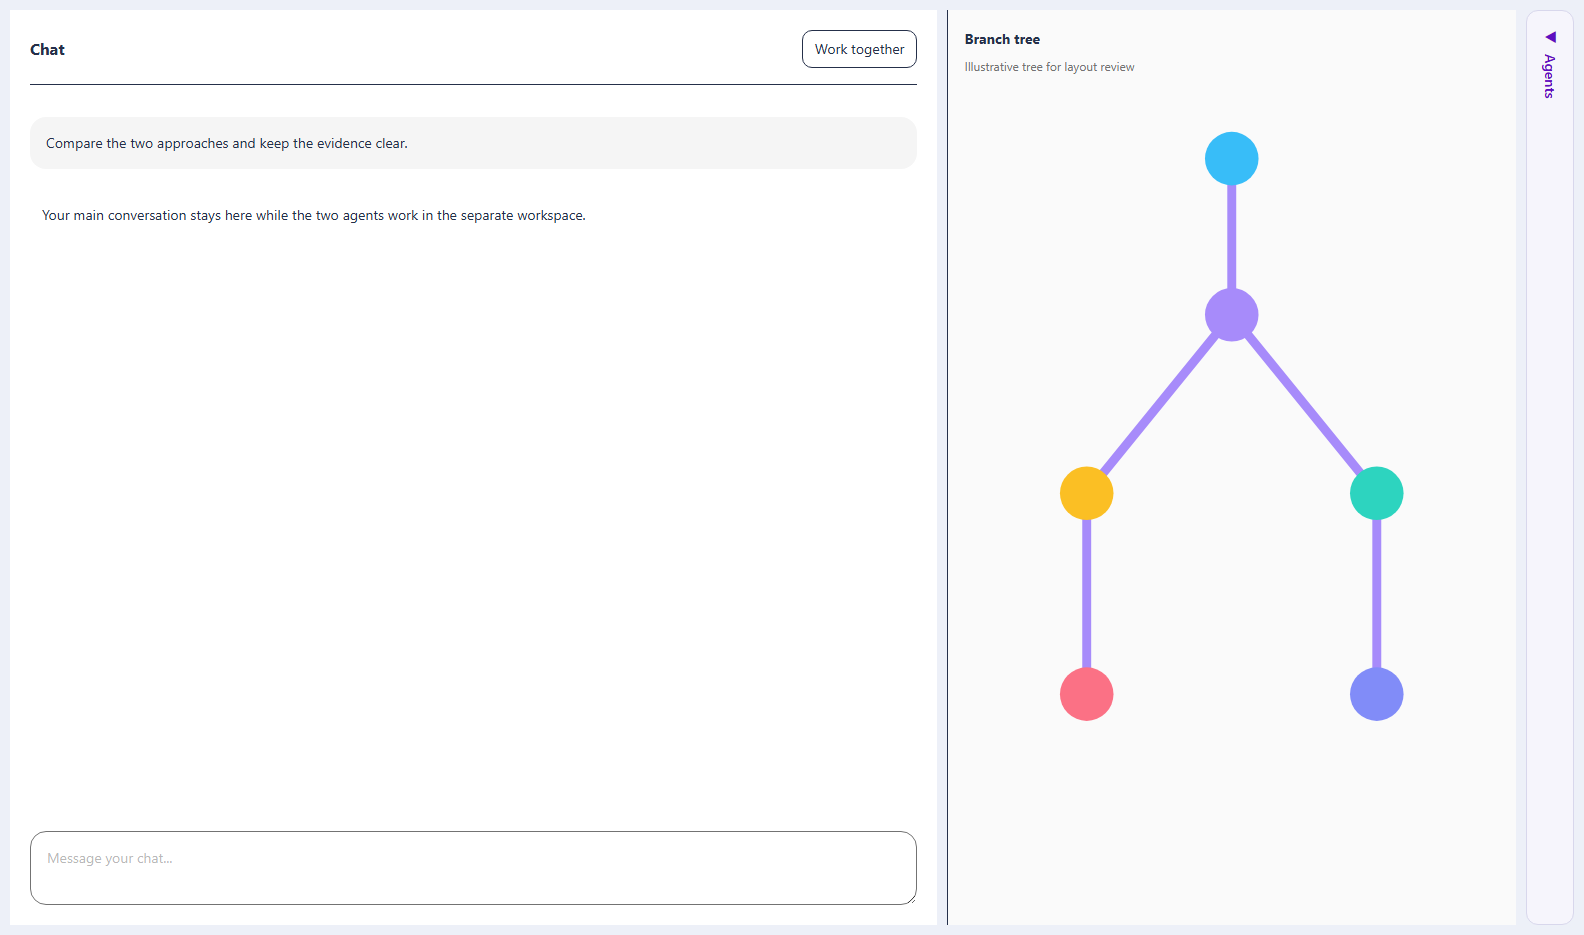 Chat
Work together
Compare the two approaches and keep the evidence clear.
Your main conversation stays here while the two agents work in the separate workspace.
Message your chat...
Branch tree
Illustrative tree for layout review
Agents